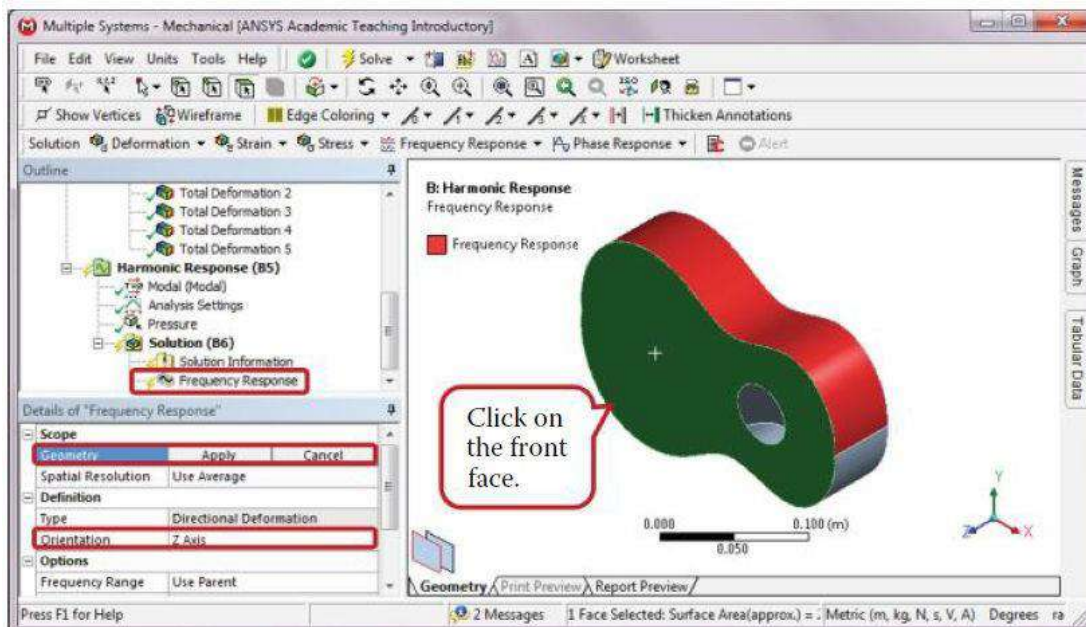 Multiple Systems - Mechanical [ANSYS Academic Teaching Introductory]
File Edit View Units Tools Help Solve Worksheet
Show Vertices Wireframe Edge Coloring Thicken Annotations
Solution Deformation Strain Stress Frequency Response Phase Response Alert
Outline
Total Deformation 2
Total Deformation 3
Total Deformation 4
Total Deformation 5
Harmonic Response (B5)
Modal (Modal)
Analysis Settings
Pressure
Solution (B6)
Solution Information
Frequency Response
Details of "Frequency Response"
Scope
Geometry Apply Cancel
Spatial Resolution Use Average
Definition
Type Directional Deformation
Orientation Z Axis
Options
Frequency Range Use Parent
B: Harmonic Response
Frequency Response
Frequency Response
Click on
the front
face.
0.000 0.100 (m)
0.050
Y
Z X
Geometry Print Preview Report Preview
Messages
Graph
Tabular Data
Press F1 for Help 2 Messages 1 Face Selected: Surface Area(approx.) = Metric (m, kg, N, s, V, A) Degrees ra